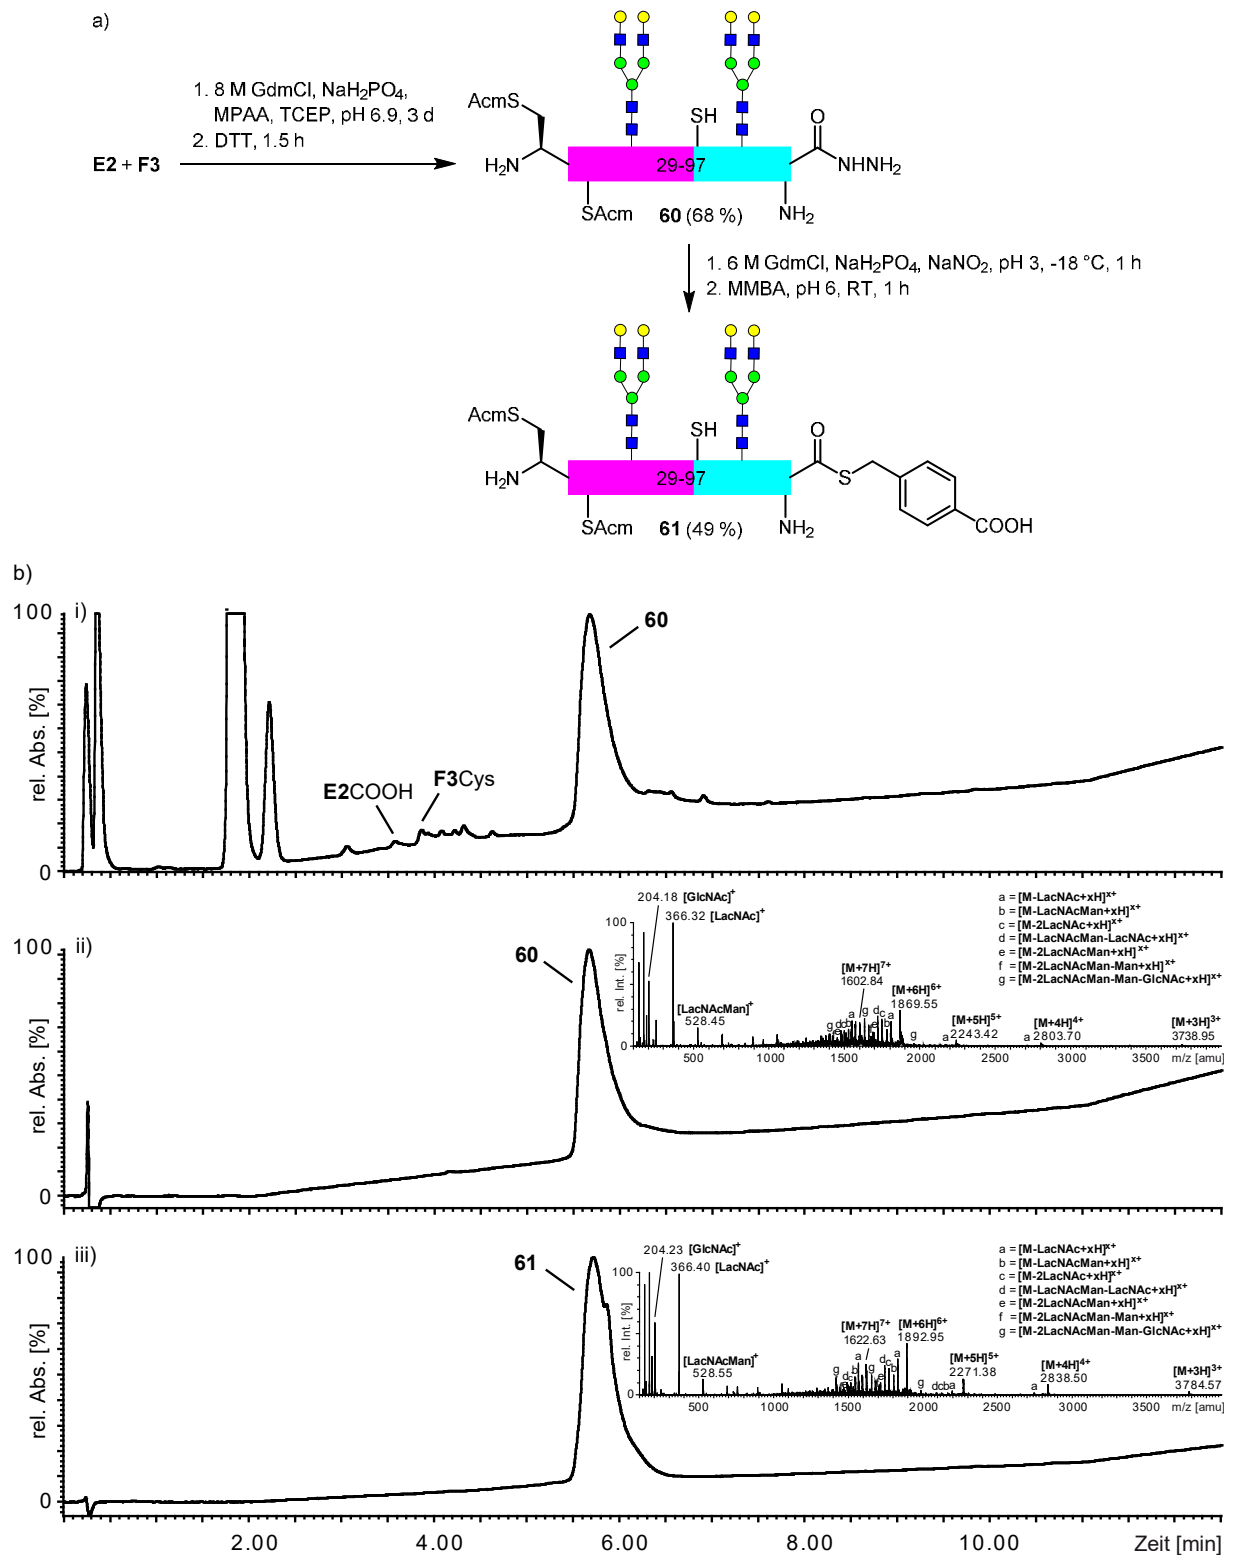 a)
1. 8 M GdmCl, NaH₂PO₄,
MPAA, TCEP, pH 6.9, 3 d
2. DTT, 1.5 h
E2 + F3
AcmS
SH
O
H₂N
29-97
NHNH₂
SAcm
60 (68 %)
NH₂
1. 6 M GdmCl, NaH₂PO₄, NaNO₂, pH 3, -18 °C, 1 h
2. MMBA, pH 6, RT, 1 h
AcmS
SH
O
H₂N
29-97
S
SAcm
61 (49 %)
NH₂
COOH
b)
100
i)
60
rel. Abs. [%]
E2COOH
F3Cys
0
100
ii)
60
rel. Abs. [%]
0
204.18 [GlcNAc]⁺
366.32 [LacNAc]⁺
100
rel. Int. [%]
0
[LacNAcMan]⁺
528.45
[M+7H]⁷⁺
1602.84
[M+6H]⁶⁺
1869.55
[M+5H]⁵⁺
2243.42
[M+4H]⁴⁺
2803.70
[M+3H]³⁺
3738.95
a = [M-LacNAc+xH]ˣ⁺
b = [M-LacNAcMan+xH]ˣ⁺
c = [M-2LacNAc+xH]ˣ⁺
d = [M-LacNAcMan-LacNAc+xH]ˣ⁺
e = [M-2LacNAcMan+xH]ˣ⁺
f = [M-2LacNAcMan-Man+xH]ˣ⁺
g = [M-2LacNAcMan-Man-GlcNAc+xH]ˣ⁺
500 1000 1500 2000 2500 3000 3500 m/z [amu]
100
iii)
61
rel. Abs. [%]
0
204.23 [GlcNAc]⁺
366.40 [LacNAc]⁺
100
rel. Int. [%]
0
[LacNAcMan]⁺
528.55
[M+7H]⁷⁺
1622.63
[M+6H]⁶⁺
1892.95
[M+5H]⁵⁺
2271.38
[M+4H]⁴⁺
2838.50
[M+3H]³⁺
3784.57
a = [M-LacNAc+xH]ˣ⁺
b = [M-LacNAcMan+xH]ˣ⁺
c = [M-2LacNAc+xH]ˣ⁺
d = [M-LacNAcMan-LacNAc+xH]ˣ⁺
e = [M-2LacNAcMan+xH]ˣ⁺
f = [M-2LacNAcMan-Man+xH]ˣ⁺
g = [M-2LacNAcMan-Man-GlcNAc+xH]ˣ⁺
500 1000 1500 2000 2500 3000 3500 m/z [amu]
2.00 4.00 6.00 8.00 10.00 Zeit [min]